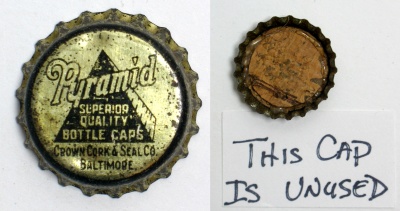 Pyramid
SUPERIOR
QUALITY
BOTTLE CAPS
CROWN CORK & SEAL CO.
BALTIMORE.
THIS CAP
IS UNUSED